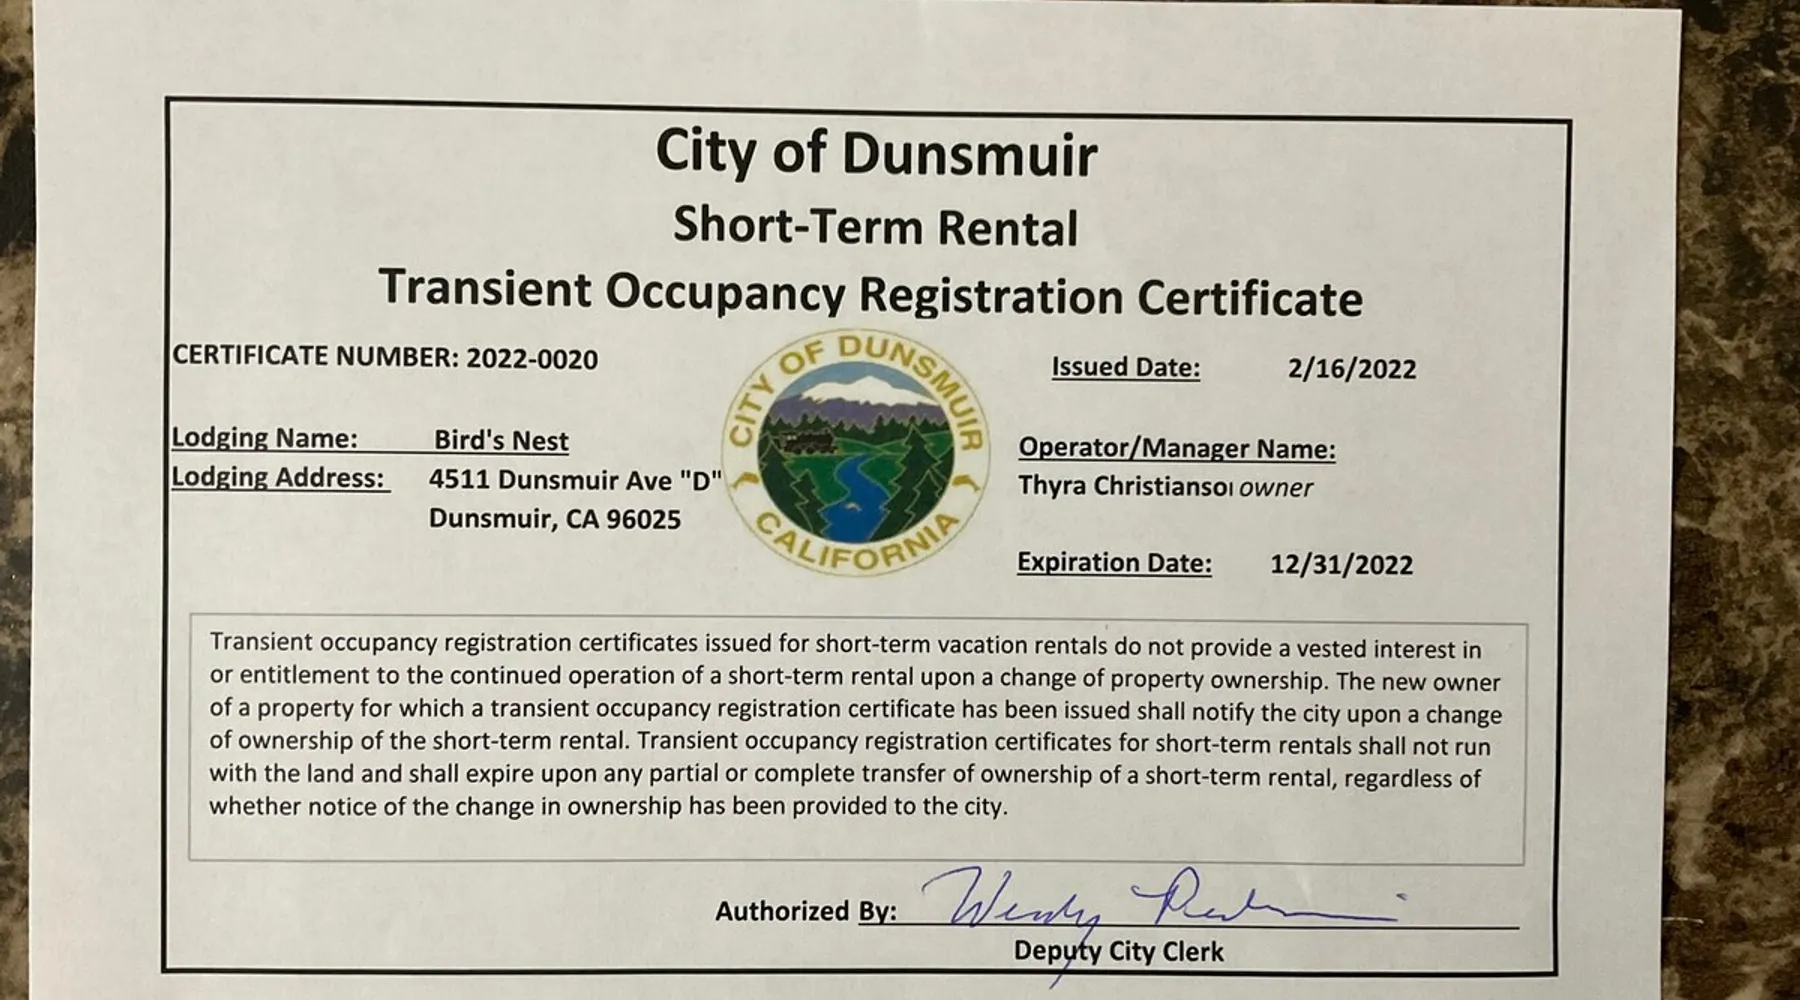 City of Dunsmuir
Short-Term Rental
Transient Occupancy Registration Certificate
CERTIFICATE NUMBER: 2022-0020
Issued Date: 2/16/2022
Lodging Name: Bird's Nest
Lodging Address: 4511 Dunsmuir Ave "D"
Dunsmuir, CA 96025
CITY OF DUNSMUIR
CALIFORNIA
Operator/Manager Name:
Thyra Christianso owner
Expiration Date: 12/31/2022
Transient occupancy registration certificates issued for short-term vacation rentals do not provide a vested interest in
or entitlement to the continued operation of a short-term rental upon a change of property ownership. The new owner
of a property for which a transient occupancy registration certificate has been issued shall notify the city upon a change
of ownership of the short-term rental. Transient occupancy registration certificates for short-term rentals shall not run
with the land and shall expire upon any partial or complete transfer of ownership of a short-term rental, regardless of
whether notice of the change in ownership has been provided to the city.
Authorized By: Wendy
Deputy City Clerk